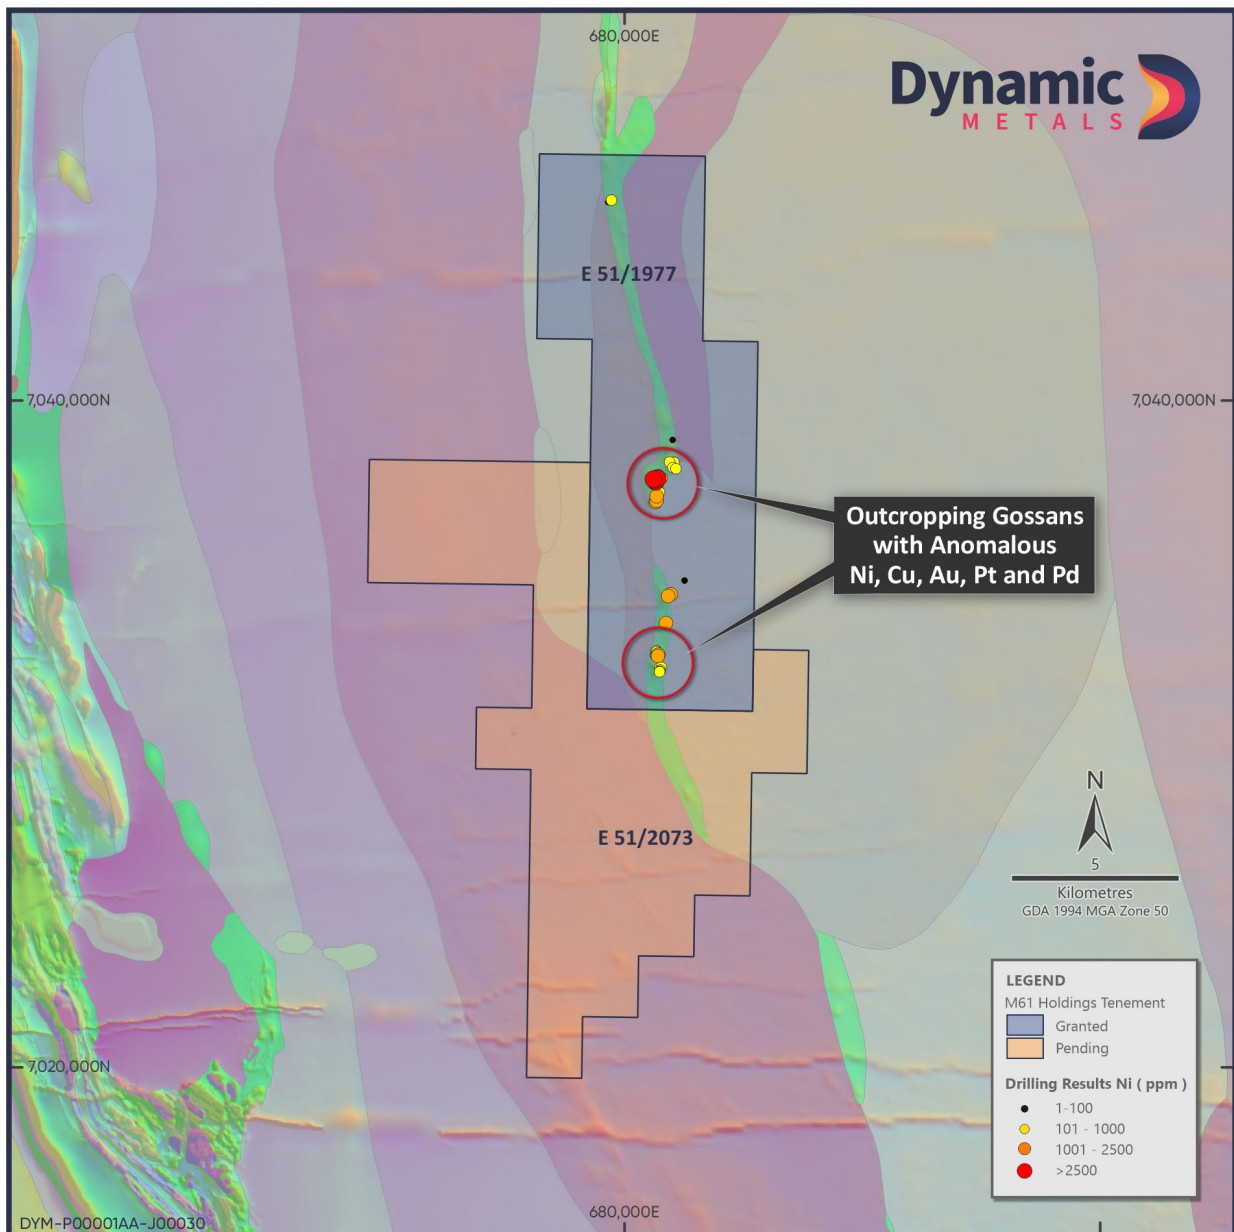 680,000E
Dynamic
METALS
E 51/1977
7,040,000N
7,040,000N
Outcropping Gossans
with Anomalous
Ni, Cu, Au, Pt and Pd
N
5
Kilometres
GDA 1994 MGA Zone 50
E 51/2073
LEGEND
M61 Holdings Tenement
Granted
Pending
Drilling Results Ni ( ppm )
1-100
101 - 1000
1001 - 2500
>2500
7,020,000N
680,000E
DYM-P00001AA-J00030